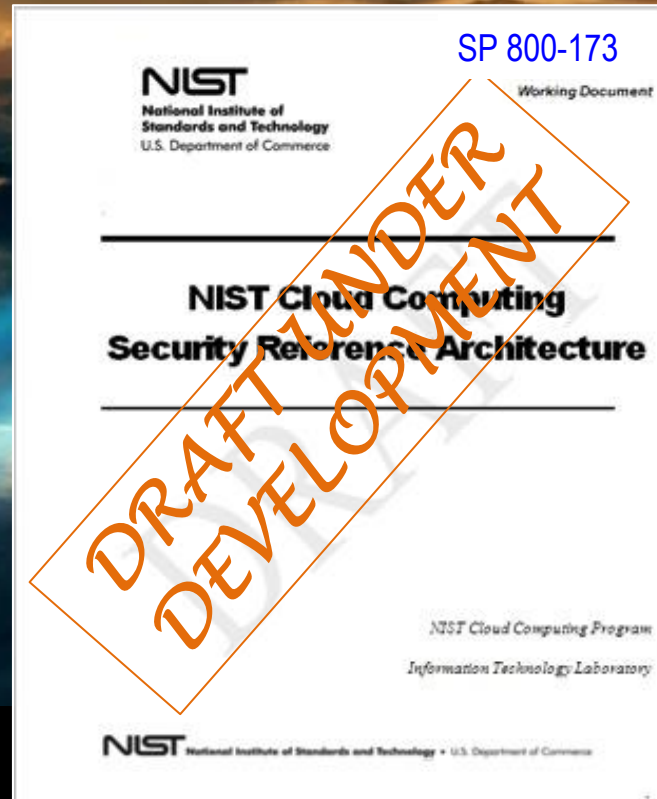 SP 800-173
NIST
National Institute of
Standards and Technology
U.S. Department of Commerce
Working Document
NIST Cloud Computing
Security Reference Architecture
DRAFT
DRAFT UNDER
DEVELOPMENT
NIST Cloud Computing Program
Information Technology Laboratory
NIST National Institute of Standards and Technology • U.S. Department of Commerce